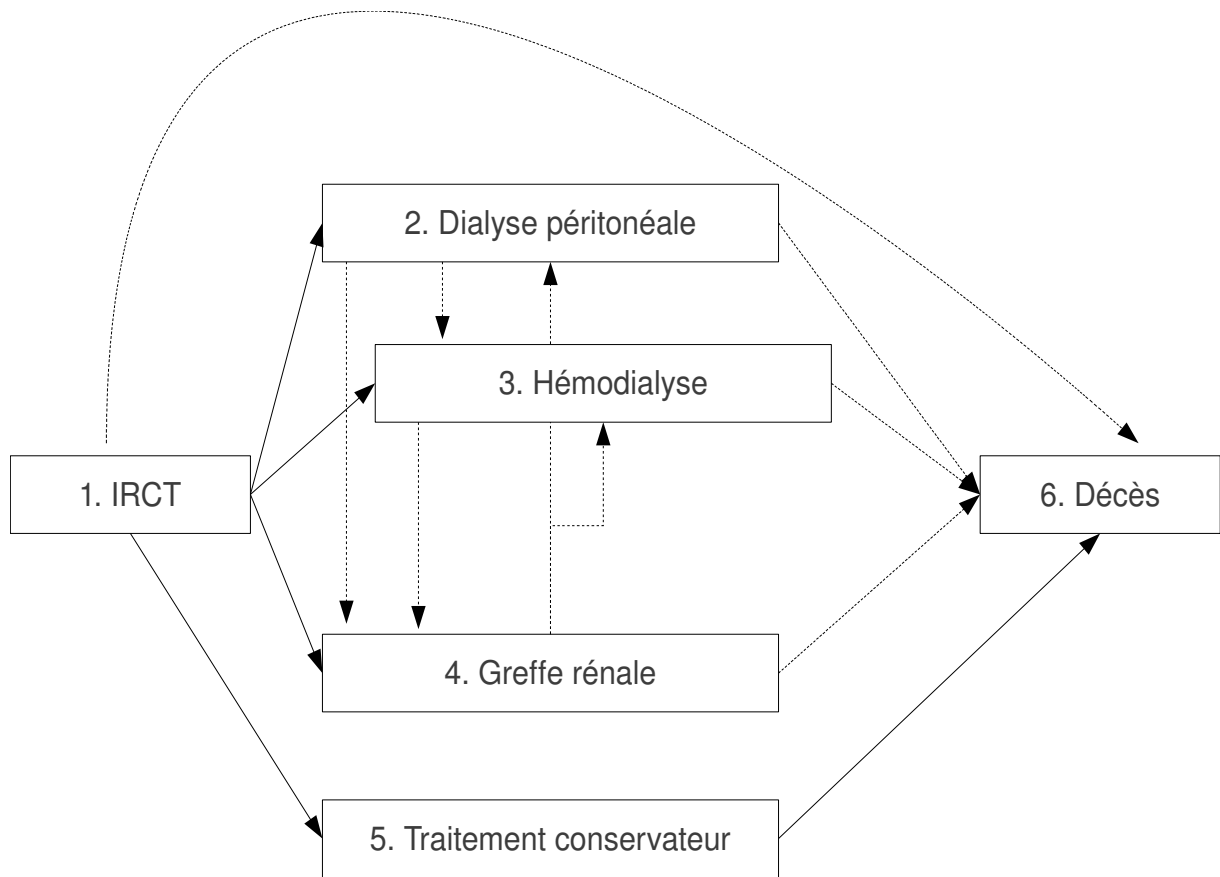 2. Dialyse péritonéale
3. Hémodialyse
1. IRCT
6. Décès
4. Greffe rénale
5. Traitement conservateur